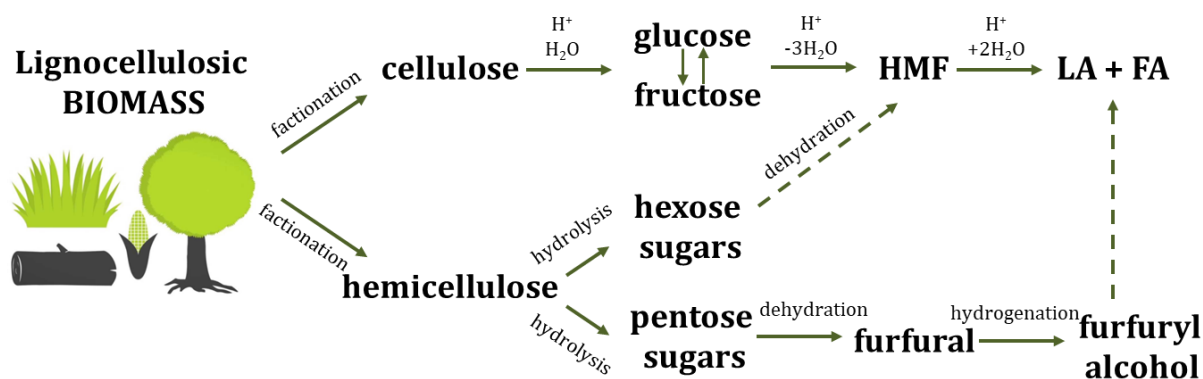 Lignocellulosic
BIOMASS
factionation
cellulose
H⁺
H₂O
glucose
fructose
H⁺
-3H₂O
HMF
H⁺
+2H₂O
LA + FA
factionation
hemicellulose
hydrolysis
hexose
sugars
dehydration
hydrolysis
pentose
sugars
dehydration
furfural
hydrogenation
furfuryl
alcohol